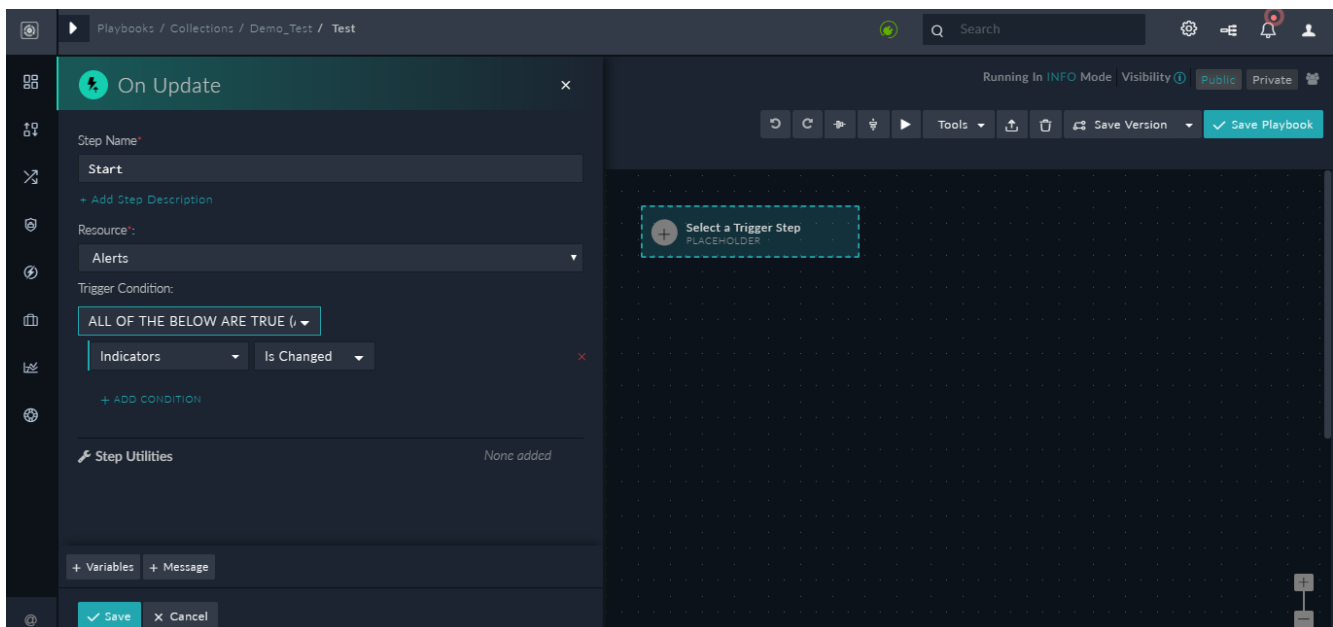 Playbooks / Collections / Demo_Test / Test
Search
On Update
×
Running In INFO Mode Visibility Public Private
Tools
Save Version
Save Playbook
Step Name*
Start
+ Add Step Description
Resource*:
Alerts
Trigger Condition:
ALL OF THE BELOW ARE TRUE (
Indicators
Is Changed
×
+ ADD CONDITION
Step Utilities
None added
+ Variables
+ Message
Save
× Cancel
@
Select a Trigger Step
PLACEHOLDER